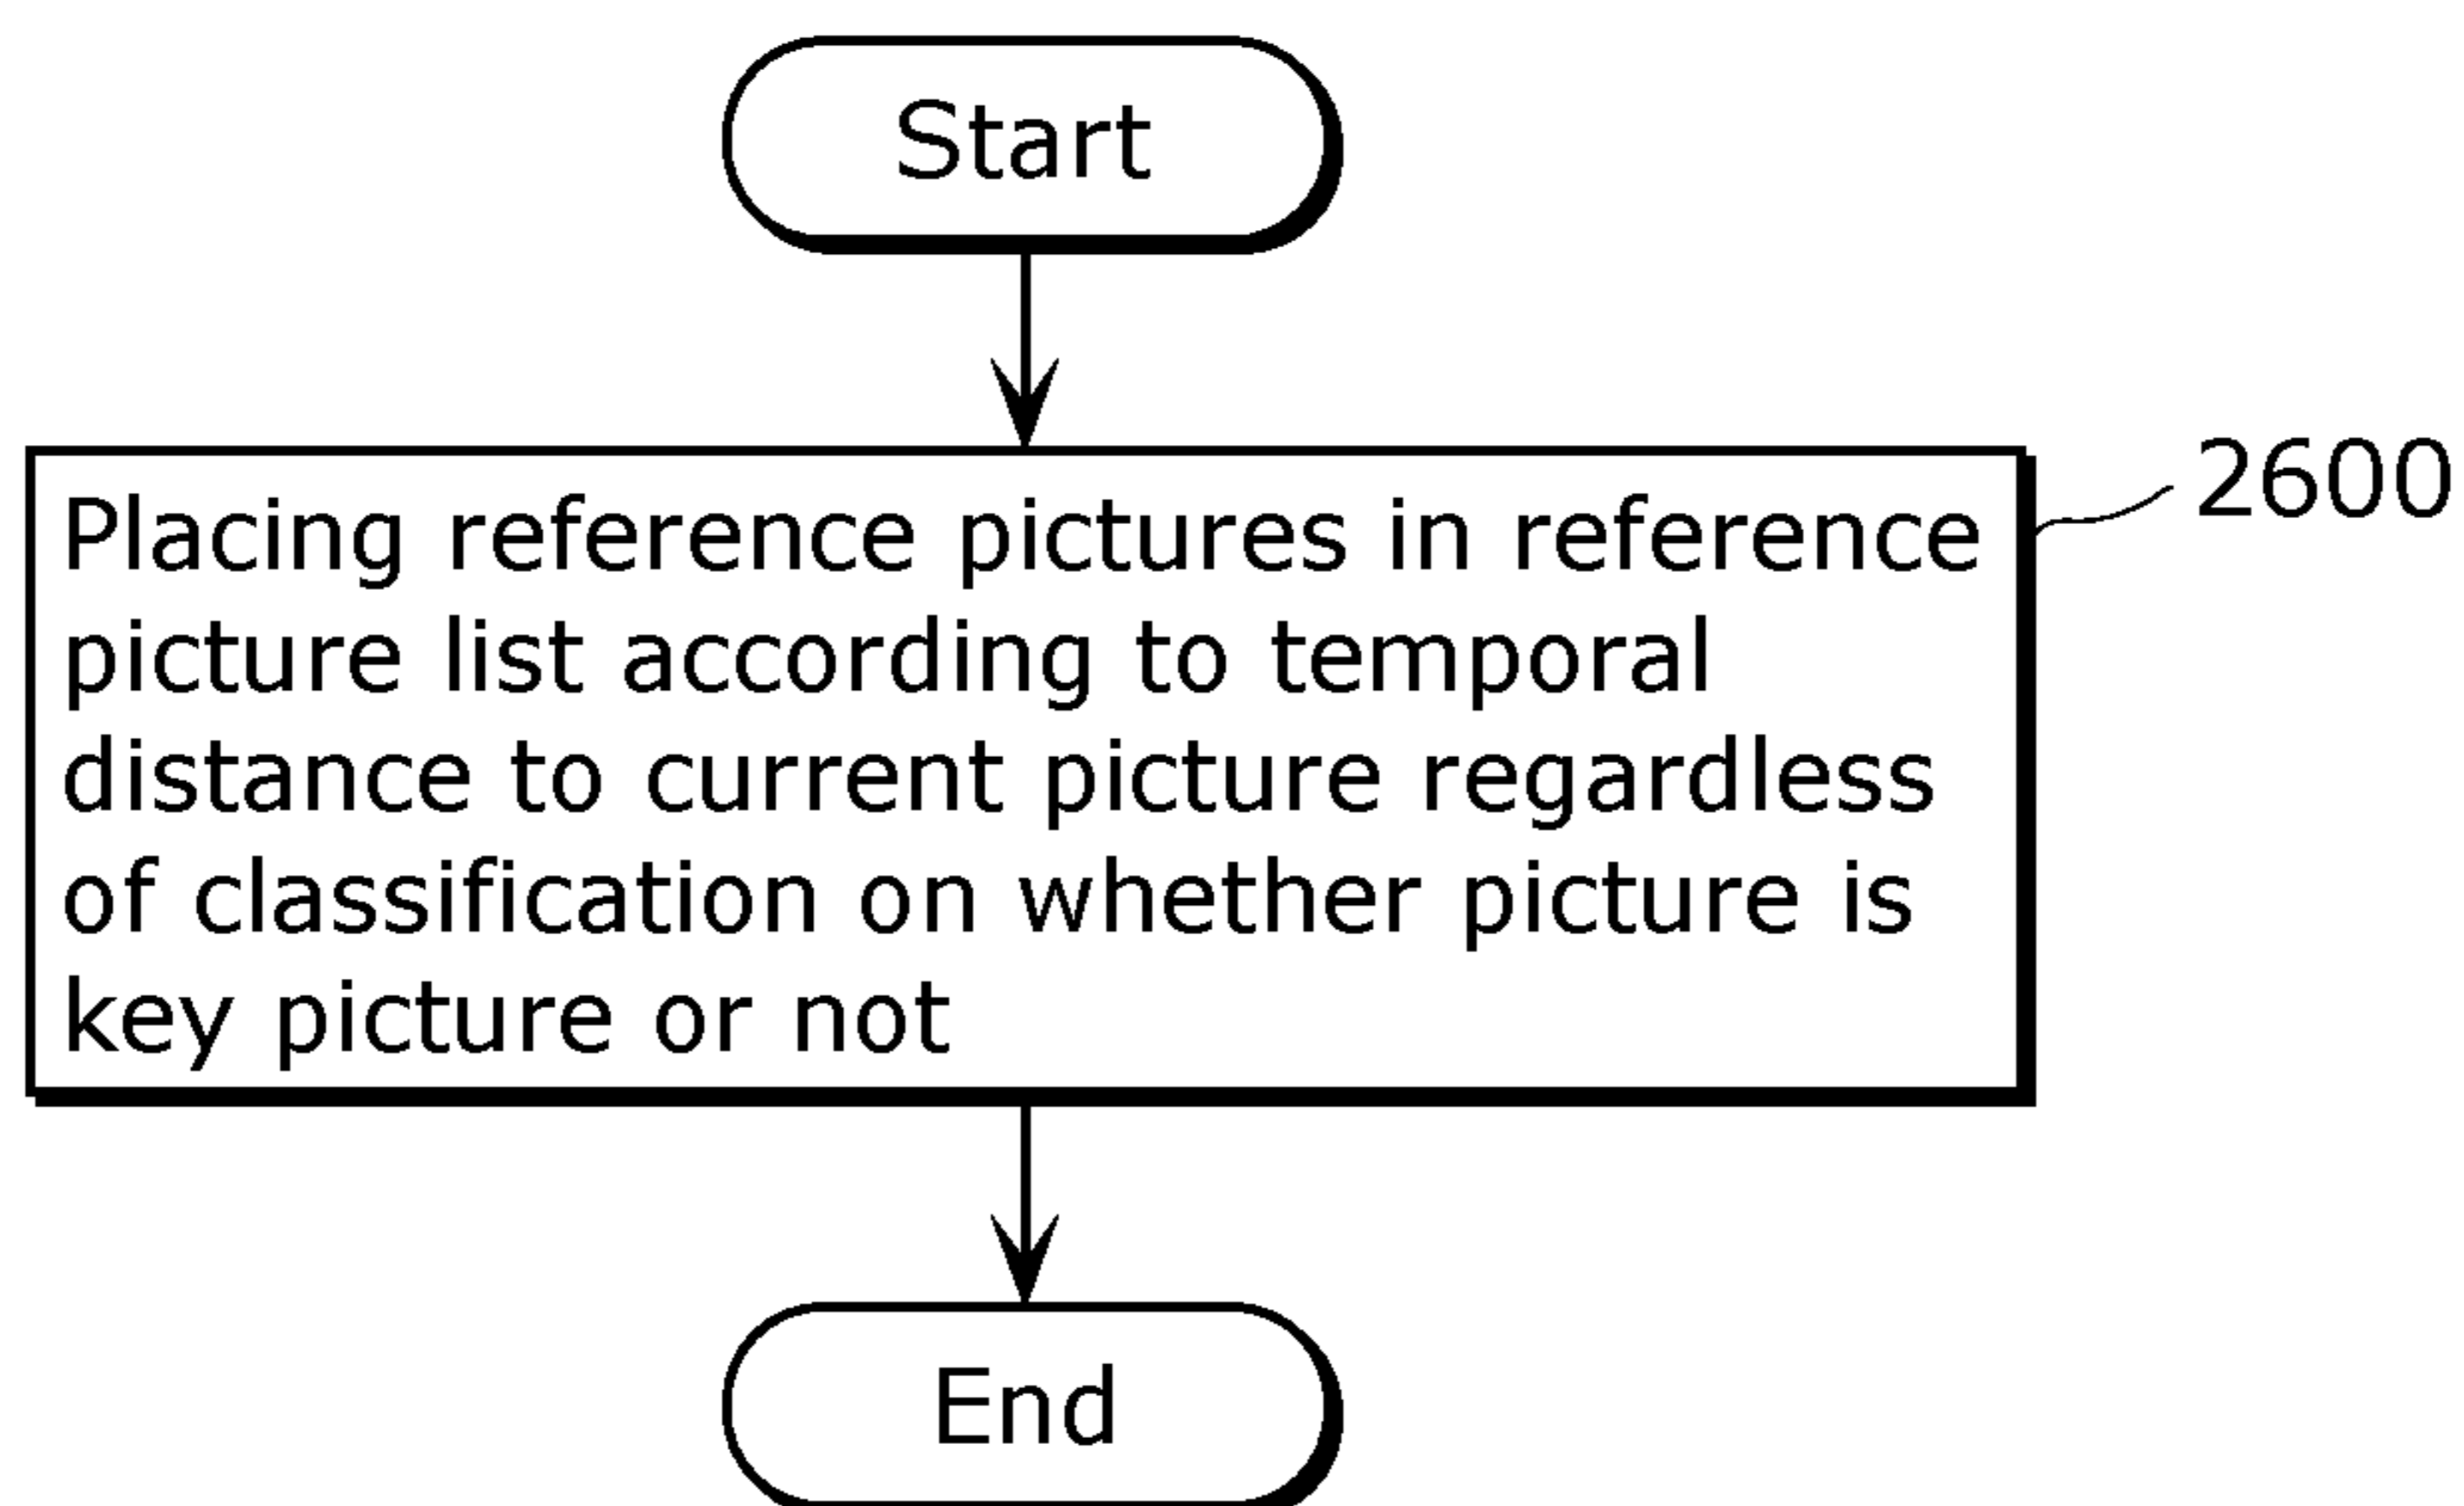 Start
2600
Placing reference pictures in reference
picture list according to temporal
distance to current picture regardless
of classification on whether picture is
key picture or not
End